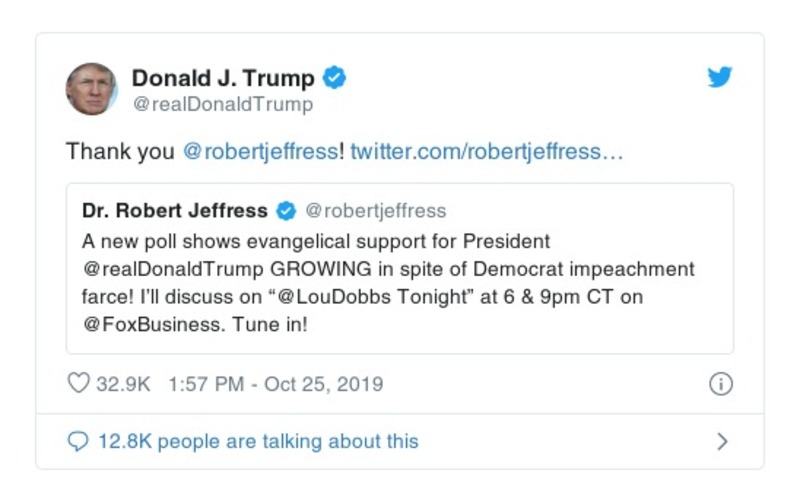 Donald J. Trump
@realDonaldTrump
Thank you @robertjeffress! twitter.com/robertjeffress…
Dr. Robert Jeffress @robertjeffress
A new poll shows evangelical support for President
@realDonaldTrump GROWING in spite of Democrat impeachment
farce! I’ll discuss on “@LouDobbs Tonight” at 6 & 9pm CT on
@FoxBusiness. Tune in!
32.9K 1:57 PM - Oct 25, 2019
12.8K people are talking about this